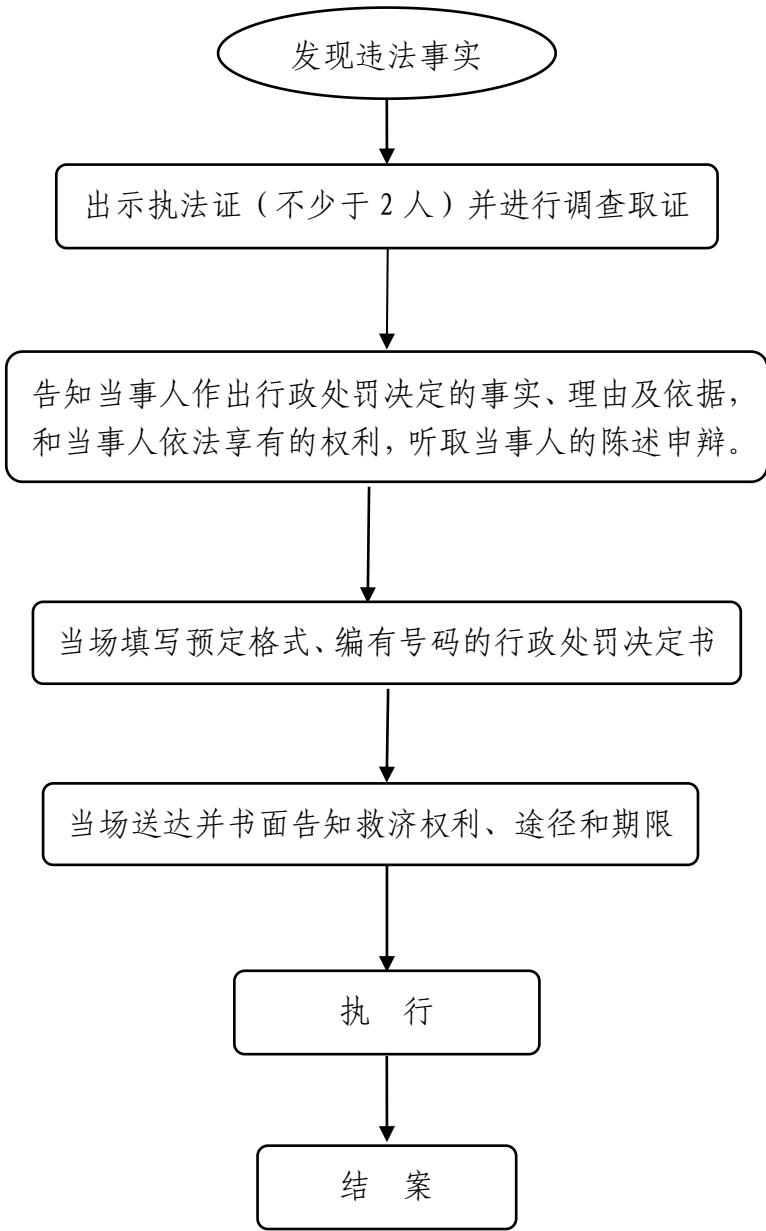 发现违法事实
出示执法证（不少于2人）并进行调查取证
告知当事人作出行政处罚决定的事实、理由及依据，
和当事人依法享有的权利，听取当事人的陈述申辩。
当场填写预定格式、编有号码的行政处罚决定书
当场送达并书面告知救济权利、途径和期限
执 行
结 案